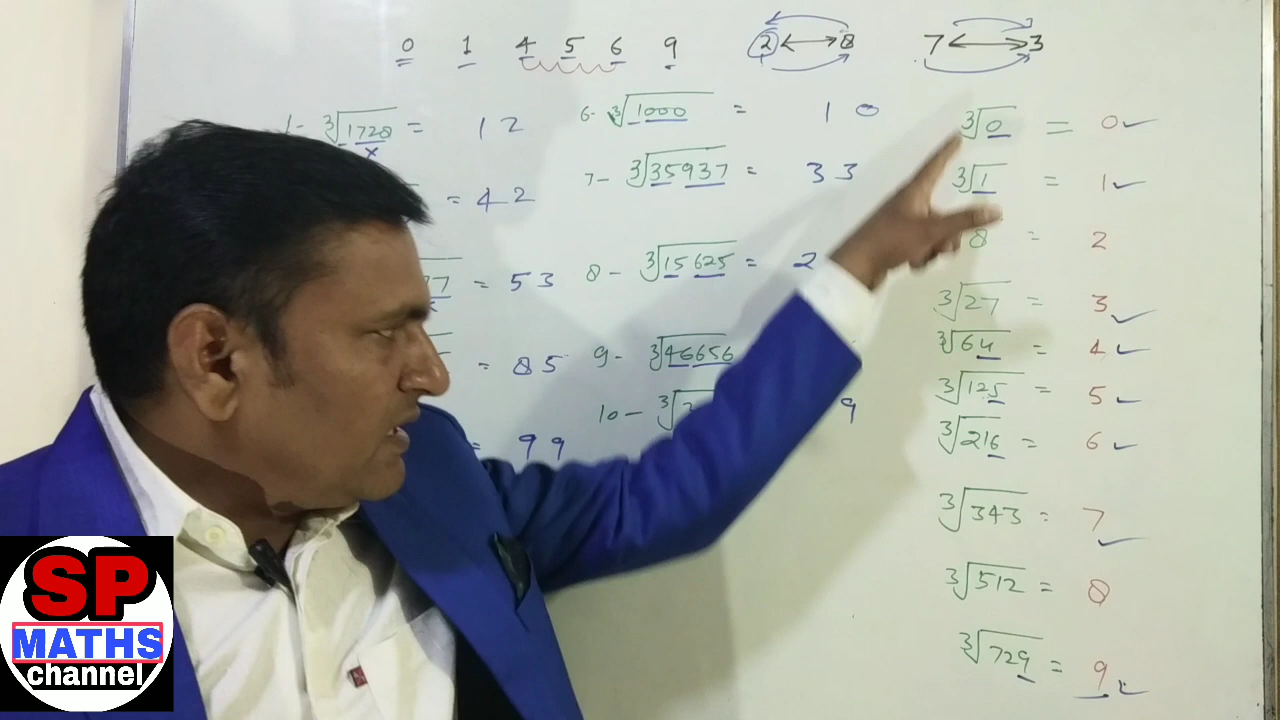 0 1 4 5 6 9 2 ↔ 8 7 ↔ 3
1- ∛1728 = 12
= 42
77 = 53
= 85
= 99
6- ∛1000 = 10
7- ∛35937 = 33
8- ∛15625 = 2
9- ∛46656
10- ∛ 9
∛0 = 0 ✓
∛1 = 1 ✓
8 = 2
∛27 = 3 ✓
∛64 = 4 ✓
∛125 = 5 ✓
∛216 = 6 ✓
∛343 = 7 ✓
∛512 = 8
∛729 = 9 ✓
SP
MATHS
channel